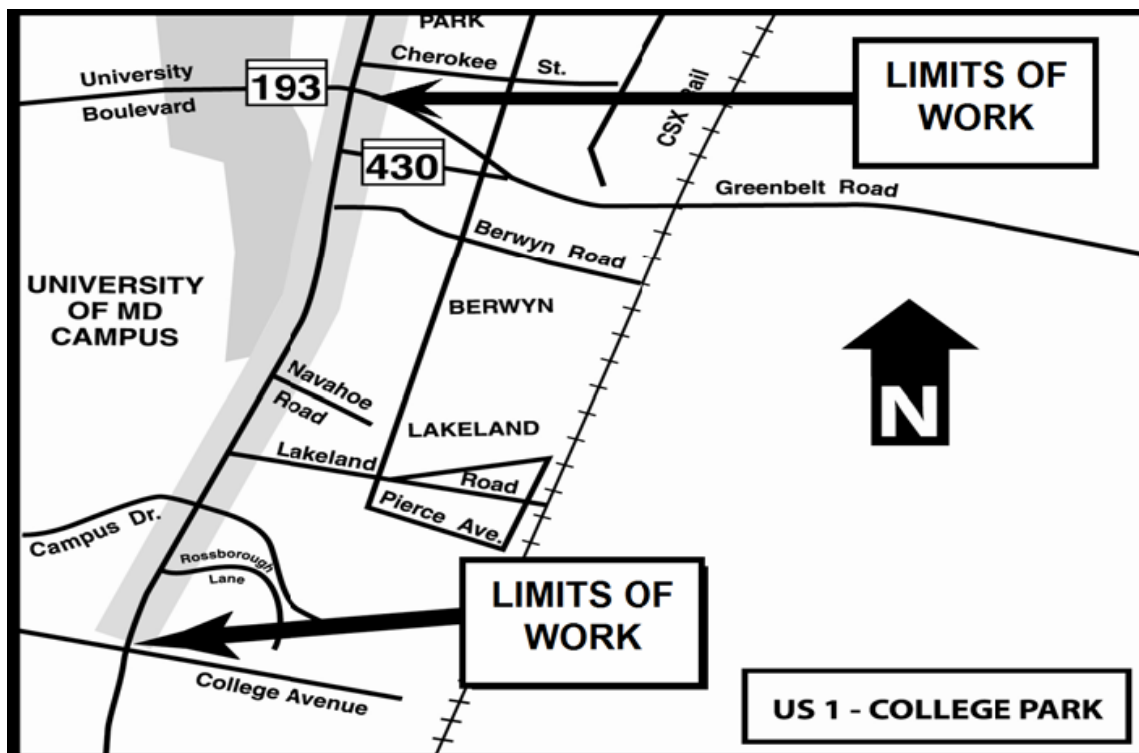 PARK
Cherokee St.
University
Boulevard
193
430
CSX Rail
LIMITS OF
WORK
Greenbelt Road
Berwyn Road
UNIVERSITY
OF MD
CAMPUS
BERWYN
N
Navahoe
Road
LAKELAND
Lakeland Road
Pierce Ave.
Campus Dr.
Rossborough
Lane
LIMITS OF
WORK
College Avenue
US 1 - COLLEGE PARK